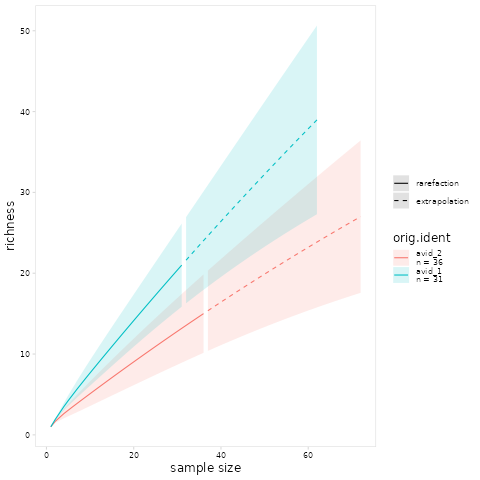 50
40
30
20
10
0
richness
0
20
40
60
sample size
rarefaction
extrapolation
orig.ident
avid_2
n = 36
avid_1
n = 31